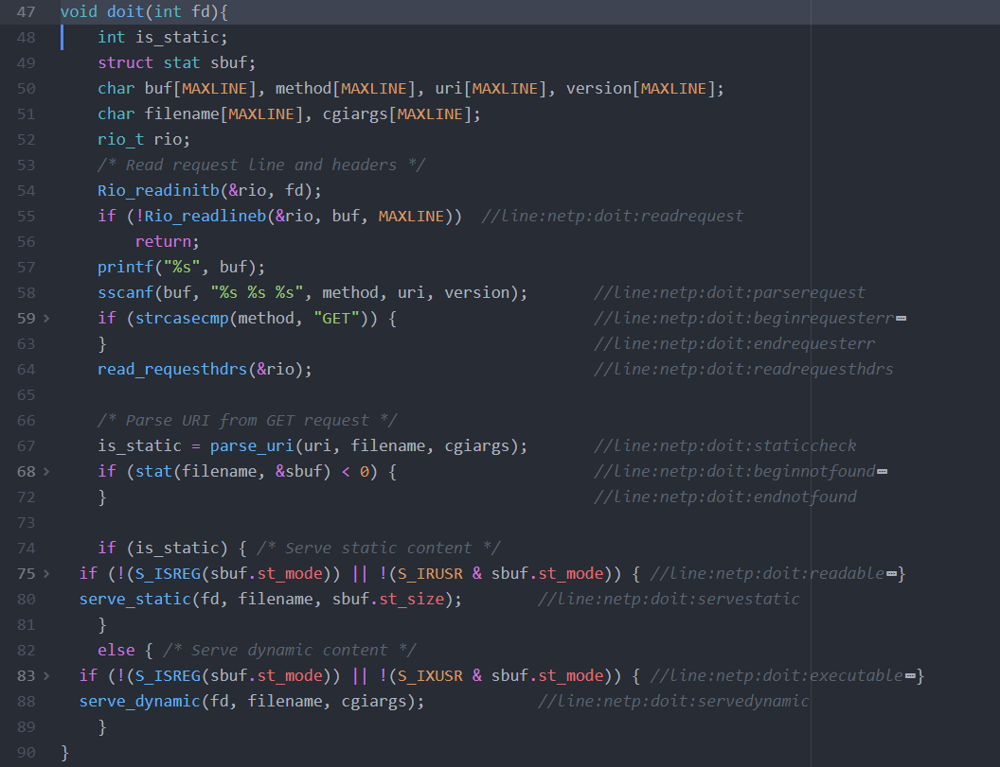 47 void doit(int fd){
48     int is_static;
49     struct stat sbuf;
50     char buf[MAXLINE], method[MAXLINE], uri[MAXLINE], version[MAXLINE];
51     char filename[MAXLINE], cgiargs[MAXLINE];
52     rio_t rio;
53     /* Read request line and headers */
54     Rio_readinitb(&rio, fd);
55     if (!Rio_readlineb(&rio, buf, MAXLINE))  //line:netp:doit:readrequest
56         return;
57     printf("%s", buf);
58     sscanf(buf, "%s %s %s", method, uri, version);       //line:netp:doit:parserequest
59 >     if (strcasecmp(method, "GET")) {                     //line:netp:doit:beginrequesterr⋯
63     }                                                    //line:netp:doit:endrequesterr
64     read_requesthdrs(&rio);                              //line:netp:doit:readrequesthdrs
65
66     /* Parse URI from GET request */
67     is_static = parse_uri(uri, filename, cgiargs);       //line:netp:doit:staticcheck
68 >     if (stat(filename, &sbuf) < 0) {                     //line:netp:doit:beginnotfound⋯
72     }                                                    //line:netp:doit:endnotfound
73
74     if (is_static) { /* Serve static content */
75 >   if (!(S_ISREG(sbuf.st_mode)) || !(S_IRUSR & sbuf.st_mode)) { //line:netp:doit:readable⋯}
80   serve_static(fd, filename, sbuf.st_size);        //line:netp:doit:servestatic
81     }
82     else { /* Serve dynamic content */
83 >   if (!(S_ISREG(sbuf.st_mode)) || !(S_IXUSR & sbuf.st_mode)) { //line:netp:doit:executable⋯}
88   serve_dynamic(fd, filename, cgiargs);            //line:netp:doit:servedynamic
89     }
90 }